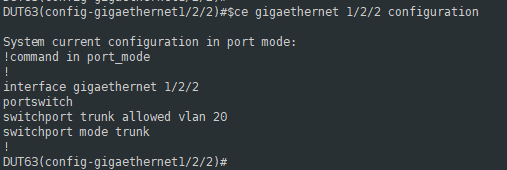 DUT63(config-gigaethernet1/2/2)#$ce gigaethernet 1/2/2 configuration
System current configuration in port mode:
!command in port_mode
!
interface gigaethernet 1/2/2
portswitch
switchport trunk allowed vlan 20
switchport mode trunk
!
DUT63(config-gigaethernet1/2/2)#